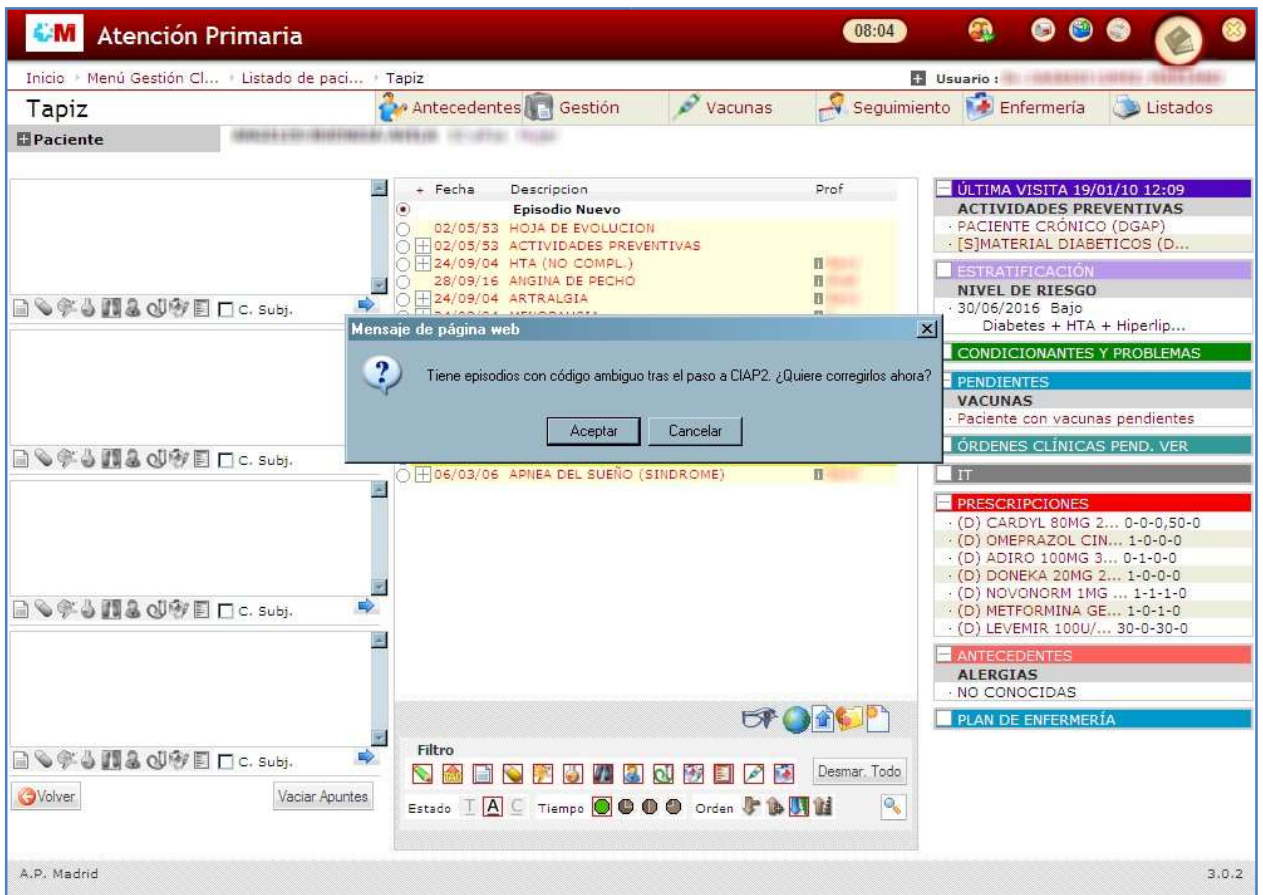 M Atención Primaria
08:04
Inicio Menú Gestión Cl... Listado de paci... Tapiz
Usuario :
Tapiz
Antecedentes Gestión Vacunas Seguimiento Enfermería Listados
Paciente
+ Fecha Descripcion Prof
Episodio Nuevo
02/05/53 HOJA DE EVOLUCION
02/05/53 ACTIVIDADES PREVENTIVAS
24/09/04 HTA (NO COMPL.)
28/09/16 ANGINA DE PECHO
24/09/04 ARTRALGIA
C. Subj.
C. Subj.
C. Subj.
C. Subj.
Mensaje de página web
Tiene episodios con código ambiguo tras el paso a CIAP2. ¿Quiere corregirlos ahora?
Aceptar Cancelar
06/03/06 APNEA DEL SUEÑO (SINDROME)
ÚLTIMA VISITA 19/01/10 12:09
ACTIVIDADES PREVENTIVAS
· PACIENTE CRÓNICO (DGAP)
· [S]MATERIAL DIABETICOS (D...
ESTRATIFICACIÓN
NIVEL DE RIESGO
· 30/06/2016 Bajo
Diabetes + HTA + Hiperlip...
CONDICIONANTES Y PROBLEMAS
PENDIENTES
VACUNAS
· Paciente con vacunas pendientes
ÓRDENES CLÍNICAS PEND. VER
IT
PRESCRIPCIONES
· (D) CARDYL 80MG 2... 0-0-0,50-0
· (D) OMEPRAZOL CIN... 1-0-0-0
· (D) ADIRO 100MG 3... 0-1-0-0
· (D) DONEKA 20MG 2... 1-0-0-0
· (D) NOVONORM 1MG ... 1-1-1-0
· (D) METFORMINA GE... 1-0-1-0
· (D) LEVEMIR 100U/... 30-0-30-0
ANTECEDENTES
ALERGIAS
· NO CONOCIDAS
PLAN DE ENFERMERÍA
Filtro
Desmar. Todo
Estado T A C Tiempo Orden
Volver Vaciar Apuntes
A.P. Madrid 3.0.2